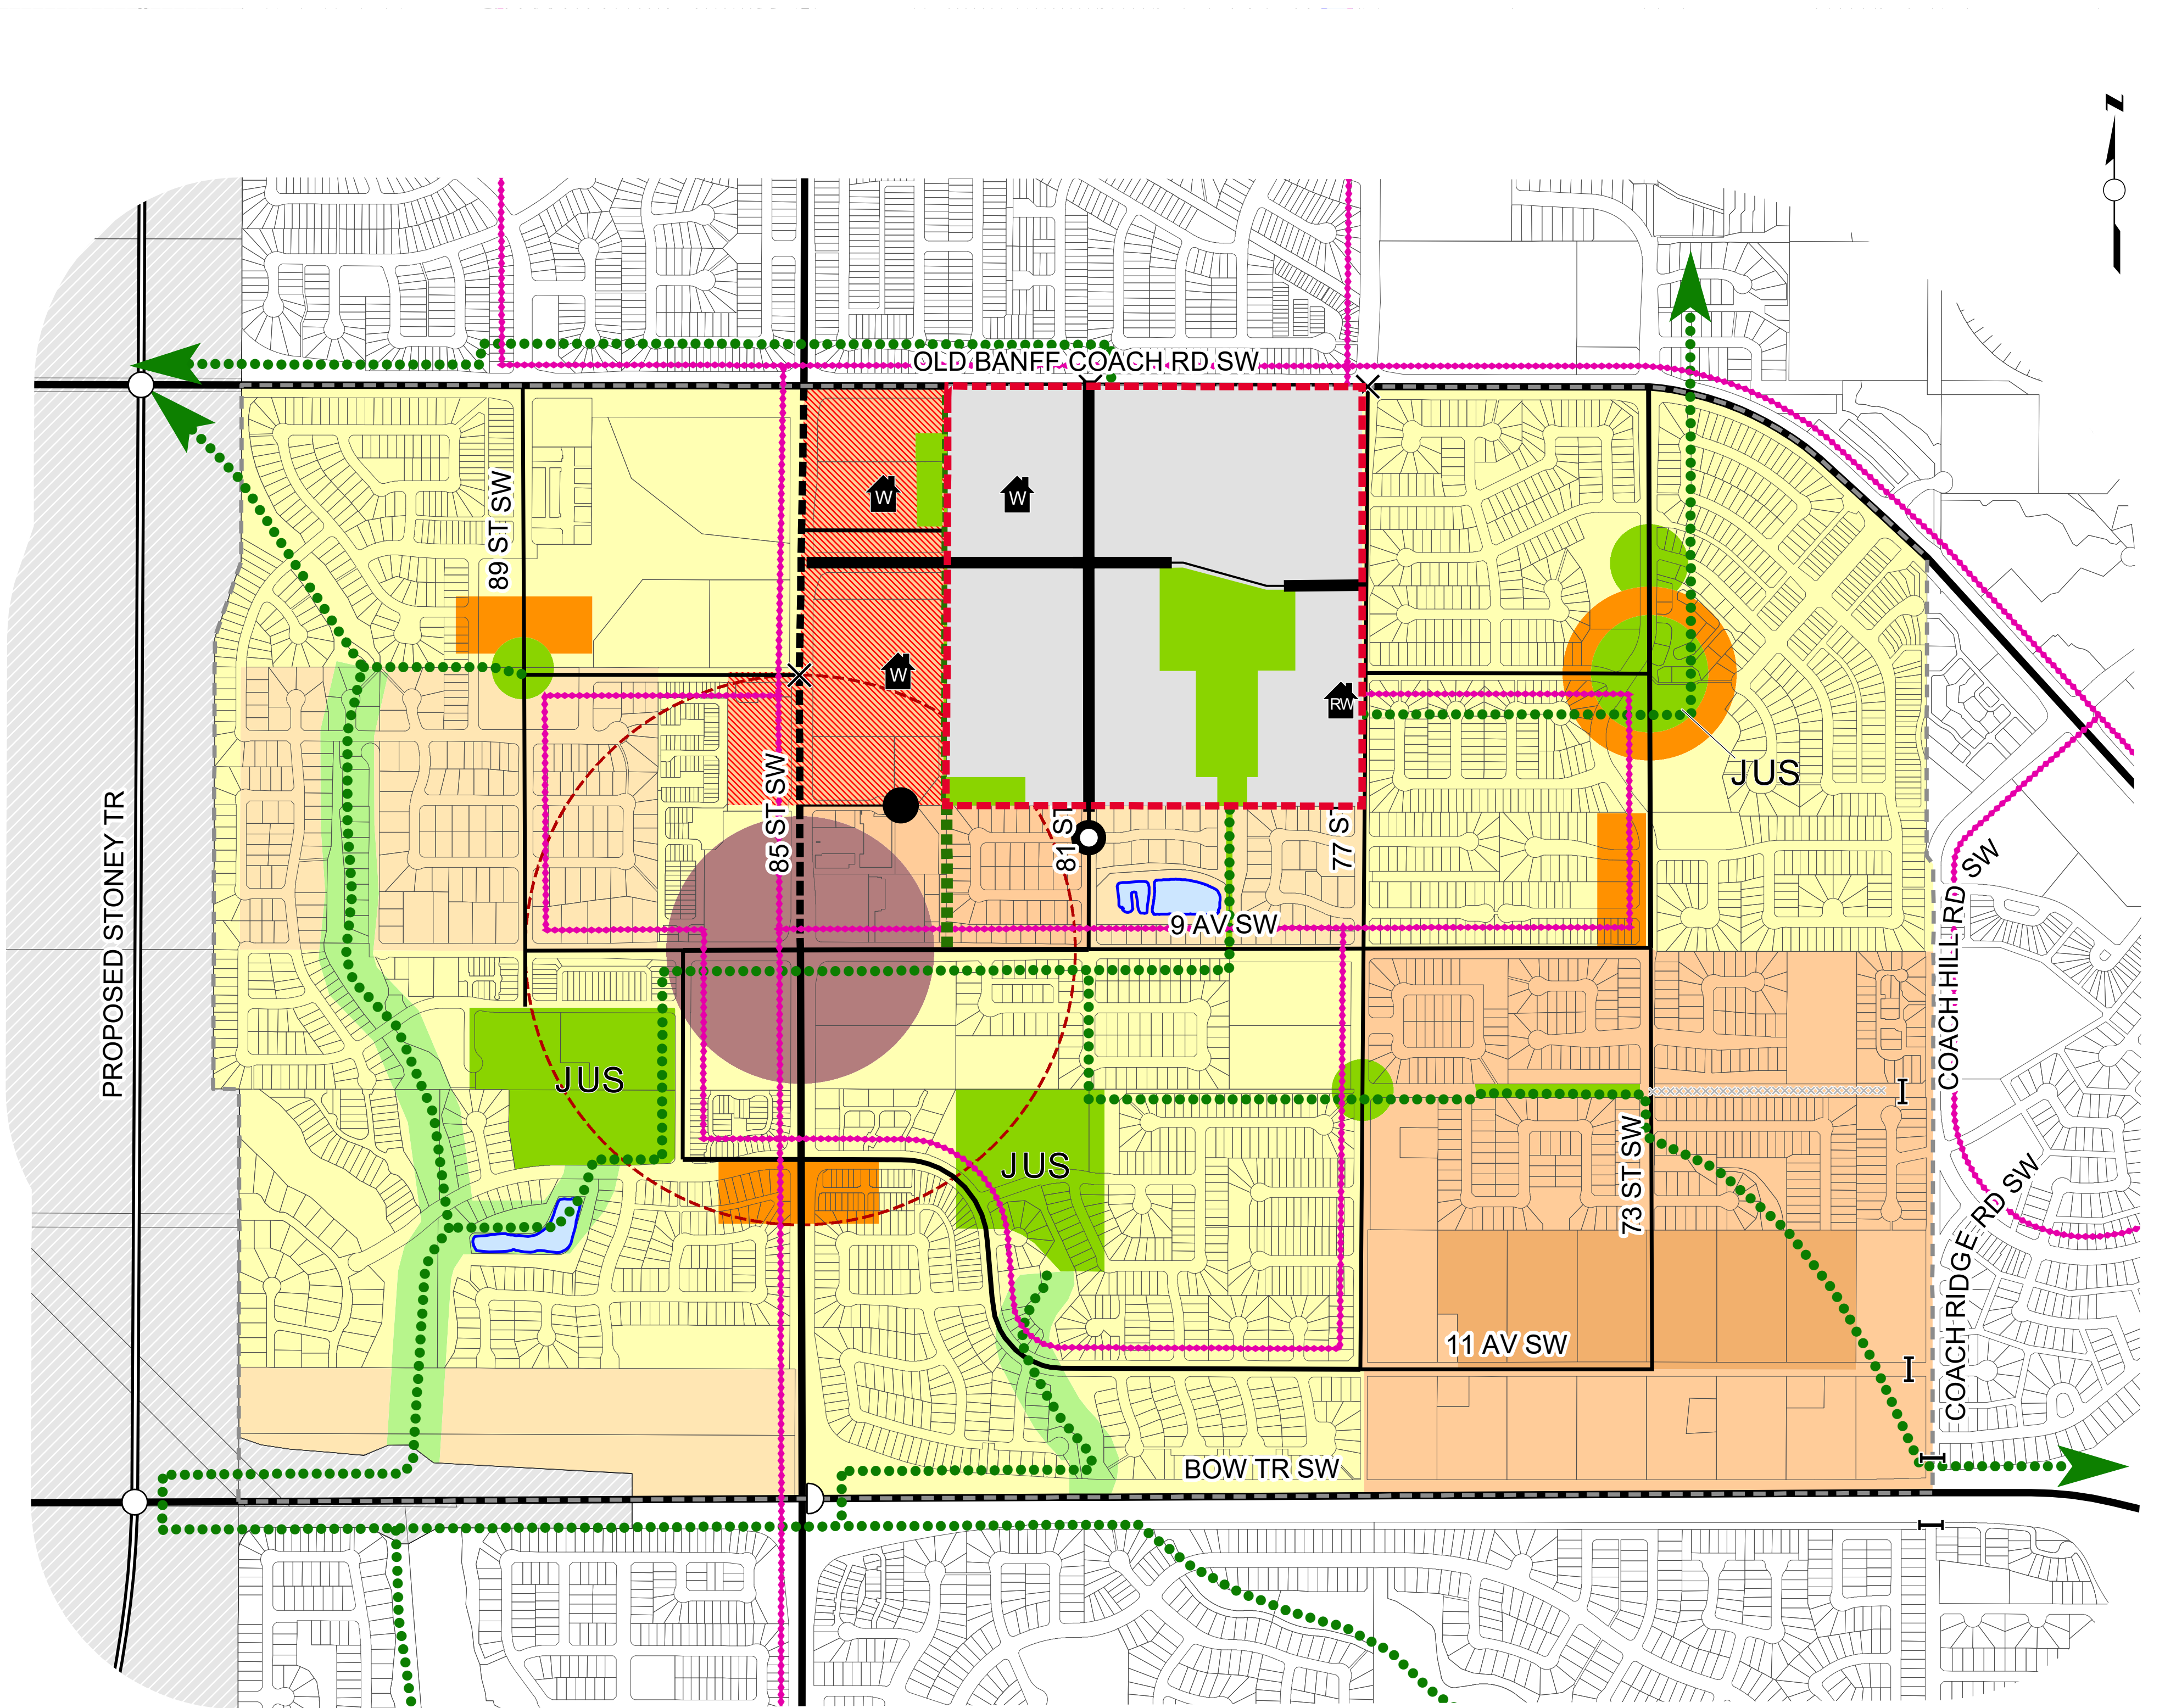 N
OLD BANFF COACH RD SW
89 ST SW
W
W
W
RW
JUS
PROPOSED STONEY TR
85 ST SW
81 ST
77 ST
9 AV SW
COACH HILL RD SW
JUS
JUS
73 ST SW
COACH RIDGE RD SW
11 AV SW
BOW TR SW